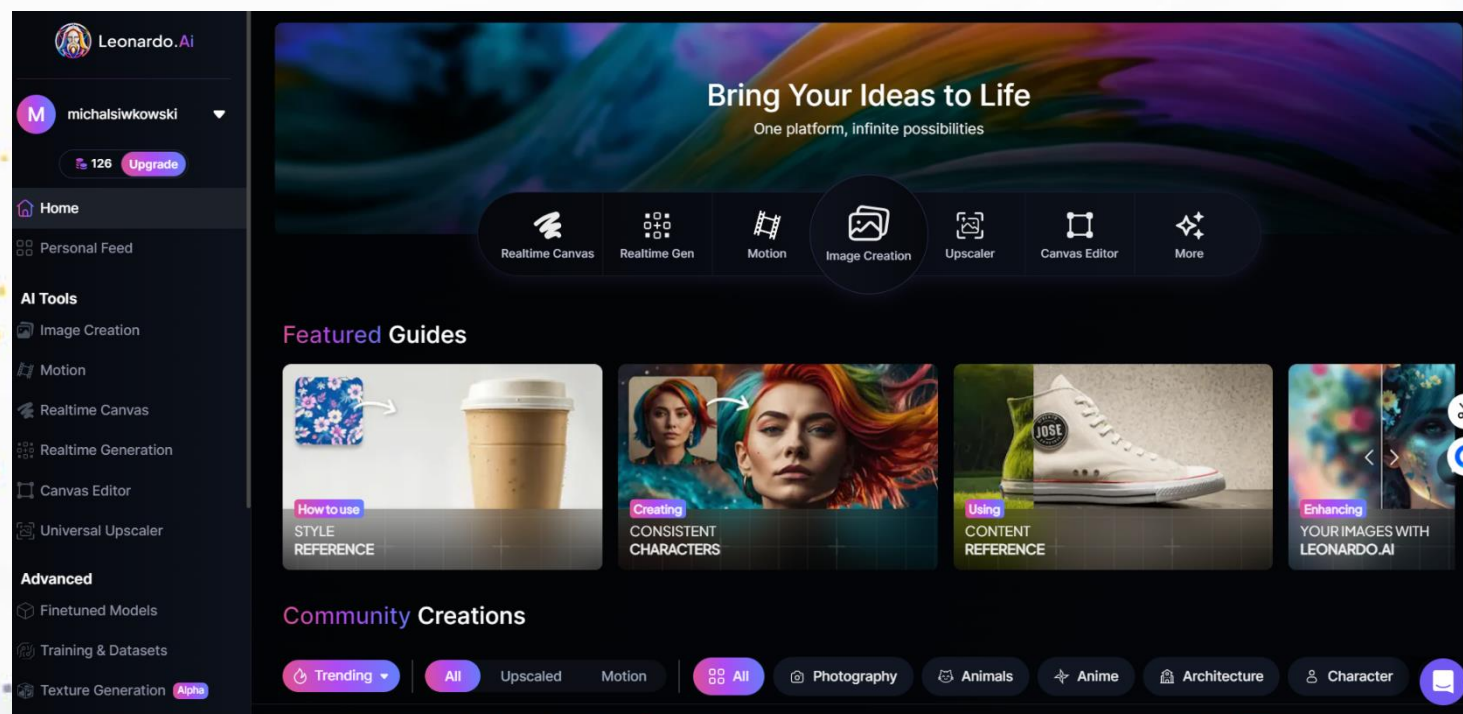 Leonardo.Ai
M
michalsiwkowski
126 Upgrade
Home
Personal Feed
AI Tools
Image Creation
Motion
Realtime Canvas
Realtime Generation
Canvas Editor
Universal Upscaler
Advanced
Finetuned Models
Training & Datasets
Texture Generation Alpha
Bring Your Ideas to Life
One platform, infinite possibilities
Realtime Canvas
Realtime Gen
Motion
Image Creation
Upscaler
Canvas Editor
More
Featured Guides
How to use
STYLE
REFERENCE
Creating
CONSISTENT
CHARACTERS
JOSE
Using
CONTENT
REFERENCE
Enhancing
YOUR IMAGES WITH
LEONARDO.AI
Community Creations
Trending
All
Upscaled
Motion
All
Photography
Animals
Anime
Architecture
Character